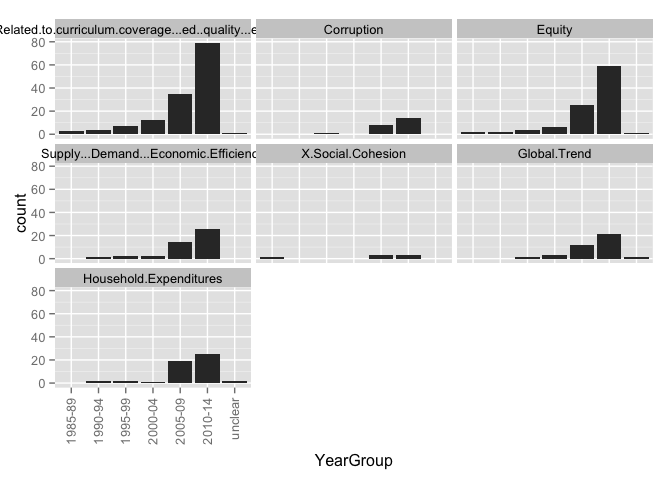 Related.to.curriculum.coverage...ed..quality...e
Corruption
Equity
80
60
40
20
0
Supply...Demand...Economic.Efficienc
X.Social.Cohesion
Global.Trend
80
60
40
20
0
count
Household.Expenditures
80
60
40
20
0
1985-89
1990-94
1995-99
2000-04
2005-09
2010-14
unclear
YearGroup